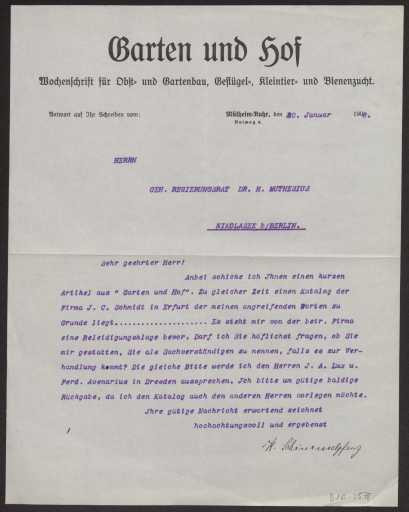 Garten und Hof
Wochenschrift für Obst- und Gartenbau, Geflügel-, Kleintier- und Bienenzucht.
Antwort auf Ihr Schreiben vom:
Mülheim-Ruhr, den 20. Januar 190
HERRN
GEH. REGIERUNGSRAT DR. H. MUTHESIUS
NIKOLASEE b/BERLIN.
Sehr geehrter Herr!
Anbei schicke ich Jhnen einen kurzen
Artikel aus " Garten und Hof". Zu gleicher Zeit einen Katalog der
Firma J. C. Schmidt in Erfurt der meinen angreifenden Worten zu
Grunde liegt..................... Es steht mir von der betr. Firma
eine Beleidigungsklage bevor. Darf ich Sie höflichst fragen, ob Sie
mir gestatten, Sie als Sachverständigen zu nennen, falls es zur Ver-
handlung kommt? Die gleiche Bitte werde ich den Herren J. A. Lux u.
Ferd. Avenarius in Dresden aussprechen. Jch bitte um gütige baldige
Rückgabe, da ich den Katalog auch den anderen Herren vorlegen möchte.
Jhre gütige Nachricht erwartend zeichnet
hochachtungsvoll und ergebenst